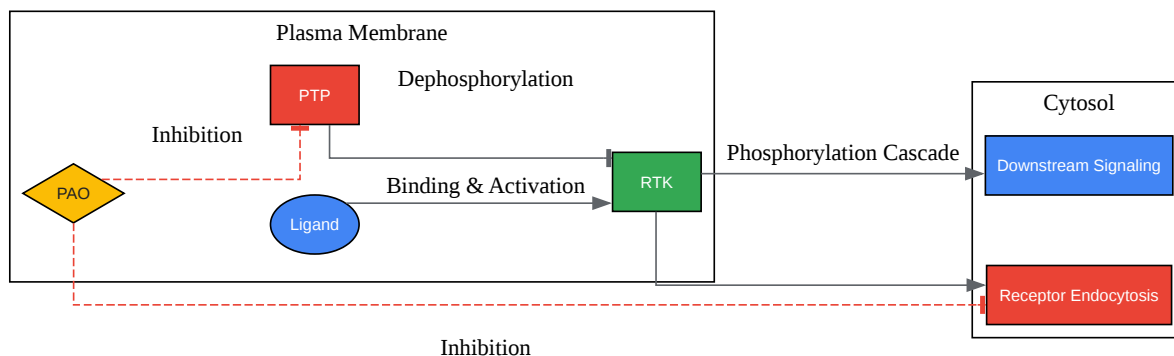 Plasma Membrane
Dephosphorylation
PTP
Inhibition
PAO
Binding & Activation
Ligand
RTK
Phosphorylation Cascade
Cytosol
Downstream Signaling
Receptor Endocytosis
Inhibition